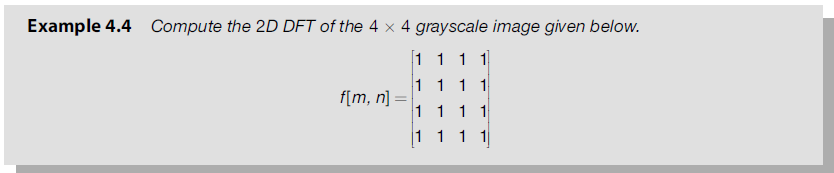 Example 4.4 Compute the 2D DFT of the 4 × 4 grayscale image given below.
1 1 1 1
1 1 1 1
f[m, n] =
1 1 1 1
1 1 1 1